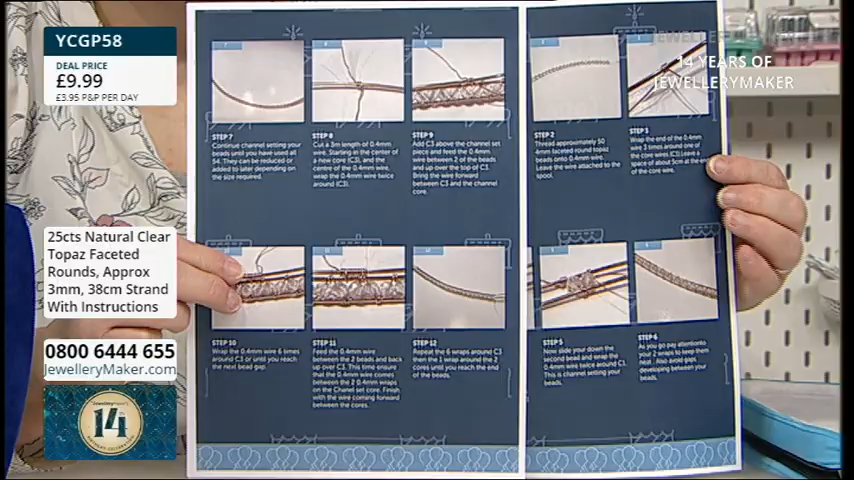 YCGP58
DEAL PRICE
£9.99
£3.95 P&P PER DAY
25cts Natural Clear
Topaz Faceted
Rounds, Approx
3mm, 38cm Strand
With Instructions
0800 6444 655
JewelleryMaker.com
14
14 YEARS OF
JEWELLERYMAKER
STEP 7
Continue channel setting your
beads until you have used all
54. They can be reduced or
added to later depending on
the size required.
STEP 8
Cut a 3m length of 0.4mm
wire. Starting in the center of
a new core (C3), and the
centre of the 0.4mm wire,
wrap the 0.4mm wire twice
around (C3).
STEP 9
Add C3 above the channel set
piece and feed the 0.4mm
wire between 2 of the beads
and up over the top of C3.
Bring the wire forward
between C3 and the channel
core.
STEP 2
Thread approximately 50
4mm faceted round topaz
beads onto 0.4mm wire.
Leave the wire attached to the
spool.
STEP 3
Wrap the end of the 0.4mm
wire 3 times around one of
the core wires (C3). Leave a
space of about 5cm at the end
of the core wire.
STEP 10
Wrap the 0.4mm wire 6 times
around C3 or until you reach
the next bead gap.
STEP 11
Feed the 0.4mm wire
between the 2 beads and back
up over C3. This time ensure
that the 0.4mm wire comes
between the 2 0.4mm wraps
on the Chanel set core. Finish
with the wire coming forward
between the cores.
STEP 12
Repeat the 6 wraps around C3
then the 1 wrap around the 2
cores until you reach the end
of the beads.
STEP 5
Now slide your down the
second bead and wrap the
0.4mm wire twice around C3.
This is channel setting your
beads.
STEP 6
As you go pay attention to
your 2 wraps to keep them
neat. Also avoid gaps
developing between your
beads.